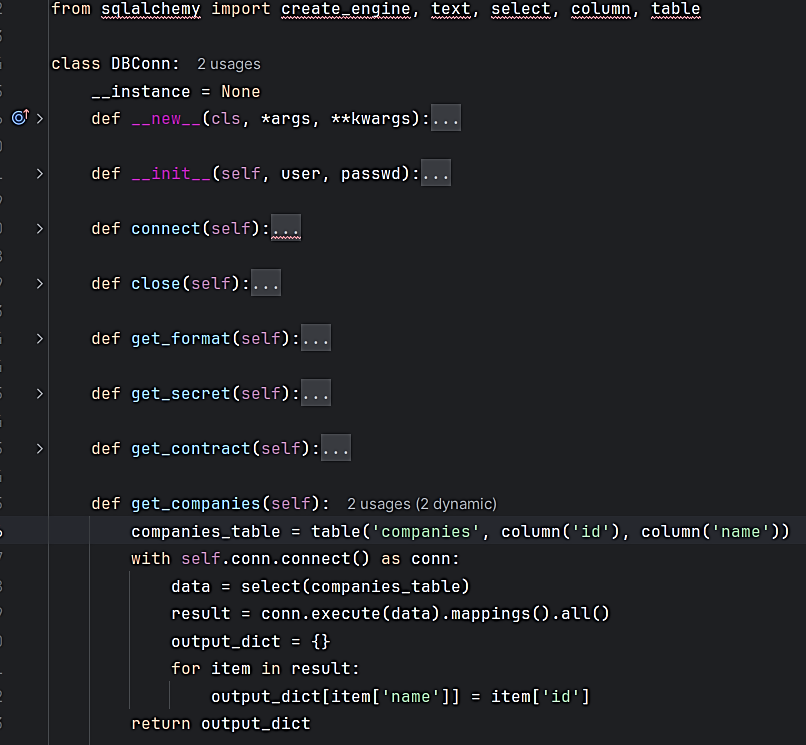 from sqlalchemy import create_engine, text, select, column, table
class DBConn: 2 usages
__instance = None
def __new__(cls, *args, **kwargs):...
def __init__(self, user, passwd):...
def connect(self):...
def close(self):...
def get_format(self):...
def get_secret(self):...
def get_contract(self):...
def get_companies(self): 2 usages (2 dynamic)
companies_table = table('companies', column('id'), column('name'))
with self.conn.connect() as conn:
data = select(companies_table)
result = conn.execute(data).mappings().all()
output_dict = {}
for item in result:
output_dict[item['name']] = item['id']
return output_dict